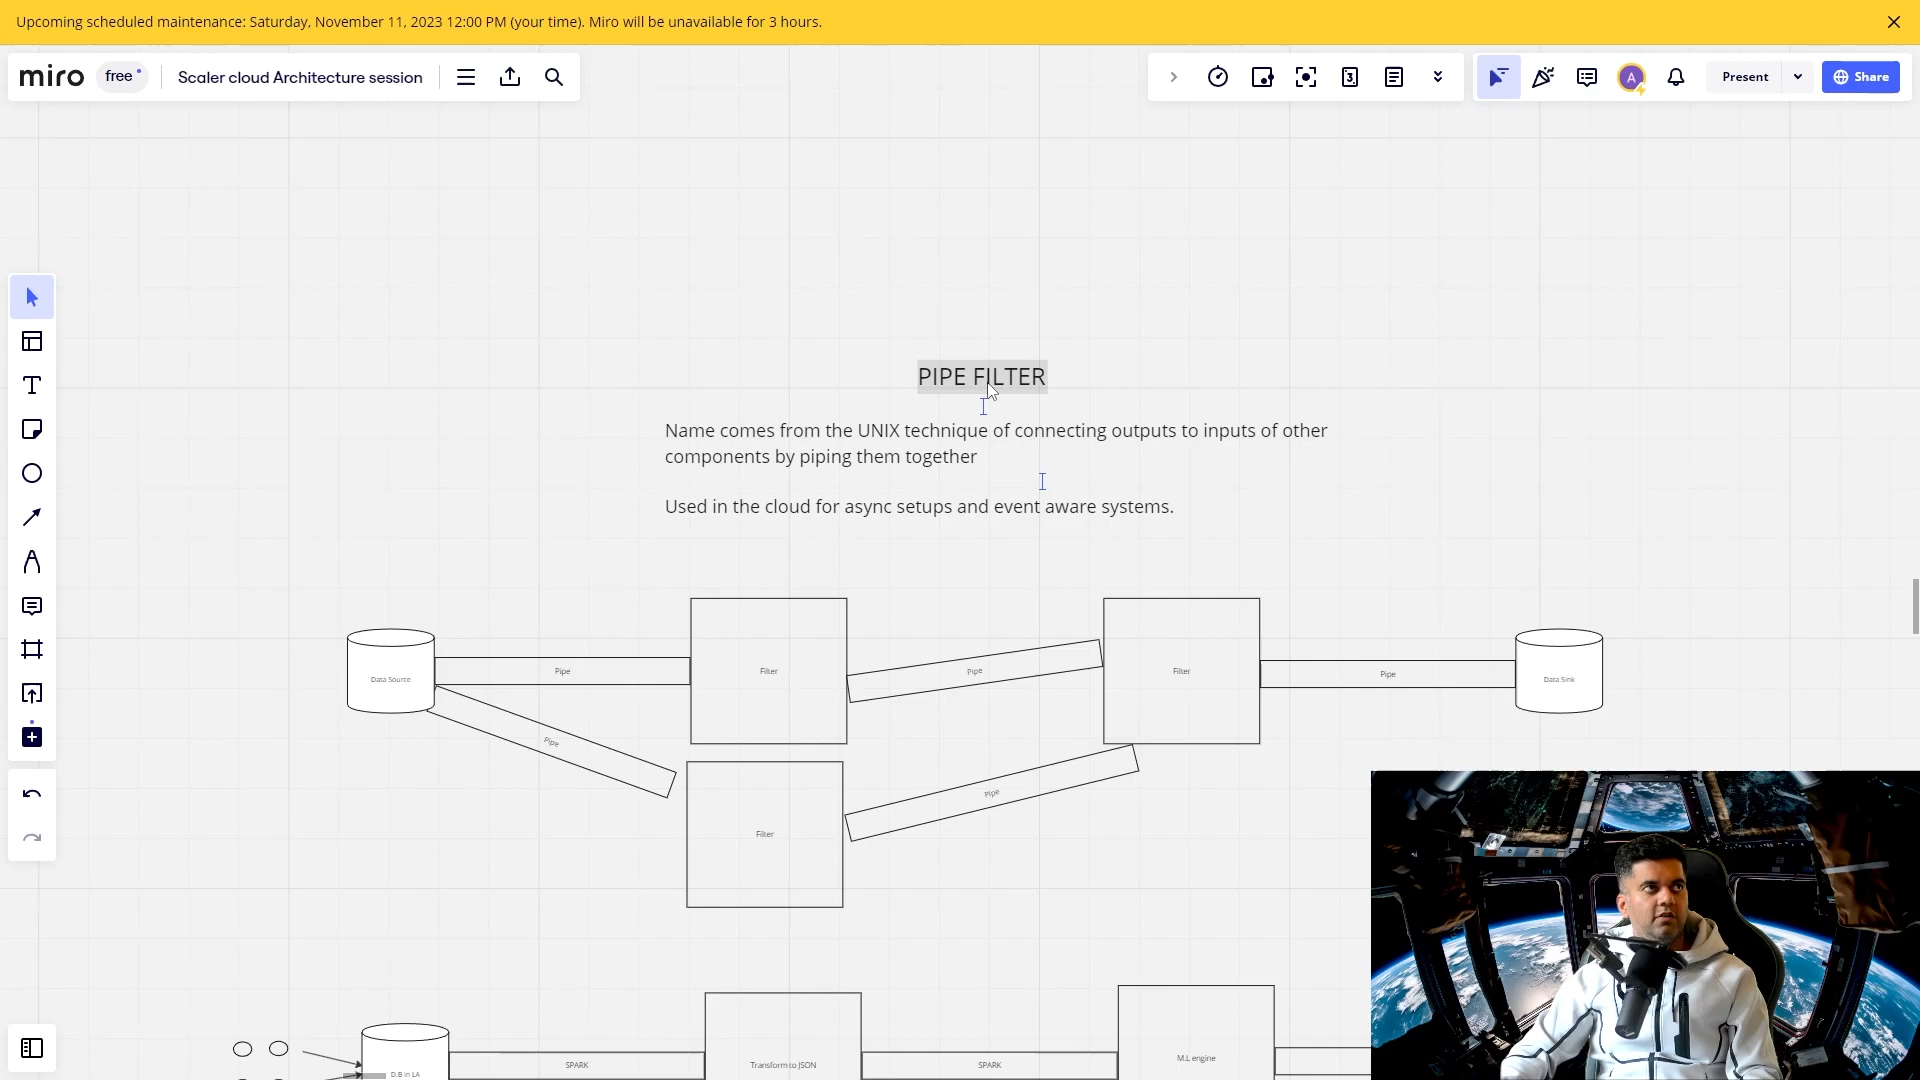 Upcoming scheduled maintenance: Saturday, November 11, 2023 12:00 PM (your time). Miro will be unavailable for 3 hours.
miro free Scaler cloud Architecture session
3 A Present Share
PIPE FILTER
Name comes from the UNIX technique of connecting outputs to inputs of other
components by piping them together
Used in the cloud for async setups and event aware systems.
Data Source Pipe Filter Pipe Filter Pipe Data Sink
Pipe
Pipe
Filter
D.B in LA SPARK Transform to JSON SPARK M.L engine